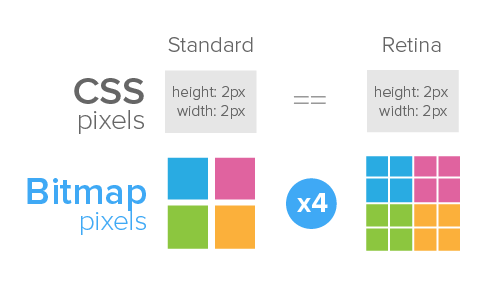 Standard
Retina
CSS
pixels
height: 2px
width: 2px
==
height: 2px
width: 2px
Bitmap
pixels
x4